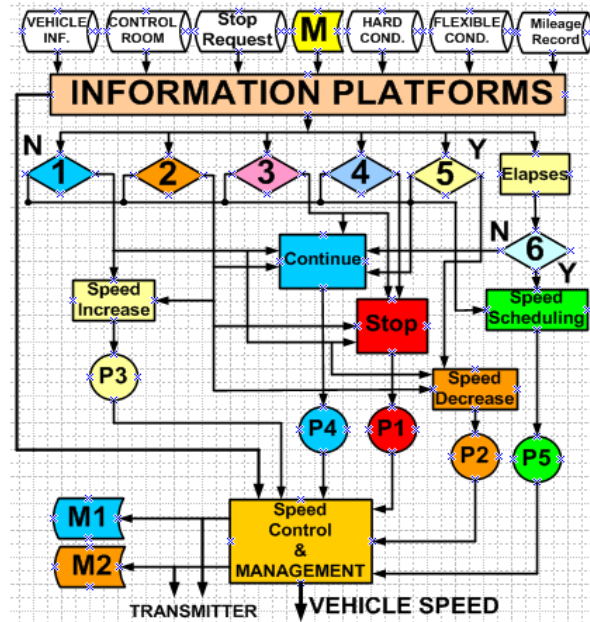 VEHICLE
INF.
CONTROL
ROOM
Stop
Request
M
HARD
COND.
FLEXIBLE
COND.
Mileage
Record
INFORMATION PLATFORMS
N
1
2
3
4
5
Y
Elapses
N
6
Y
Continue
Speed
Increase
Stop
Speed
Scheduling
P3
Speed
Decrease
P4
P1
P2
P5
M1
M2
Speed
Control
&
MANAGEMENT
TRANSMITTER
VEHICLE SPEED